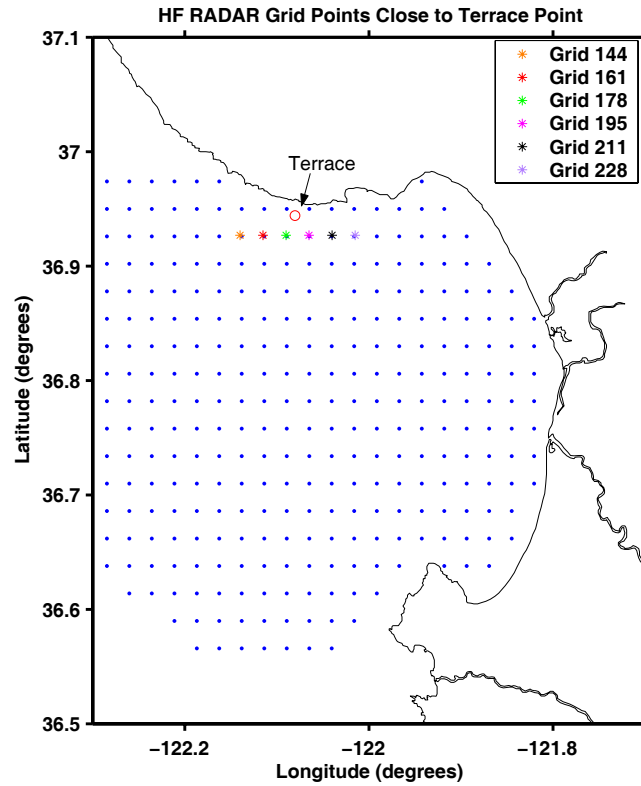 HF RADAR Grid Points Close to Terrace Point
Grid 144
Grid 161
Grid 178
Grid 195
Grid 211
Grid 228
Terrace
37.1
37
36.9
36.8
36.7
36.6
36.5
Latitude (degrees)
−122.2
−122
−121.8
Longitude (degrees)